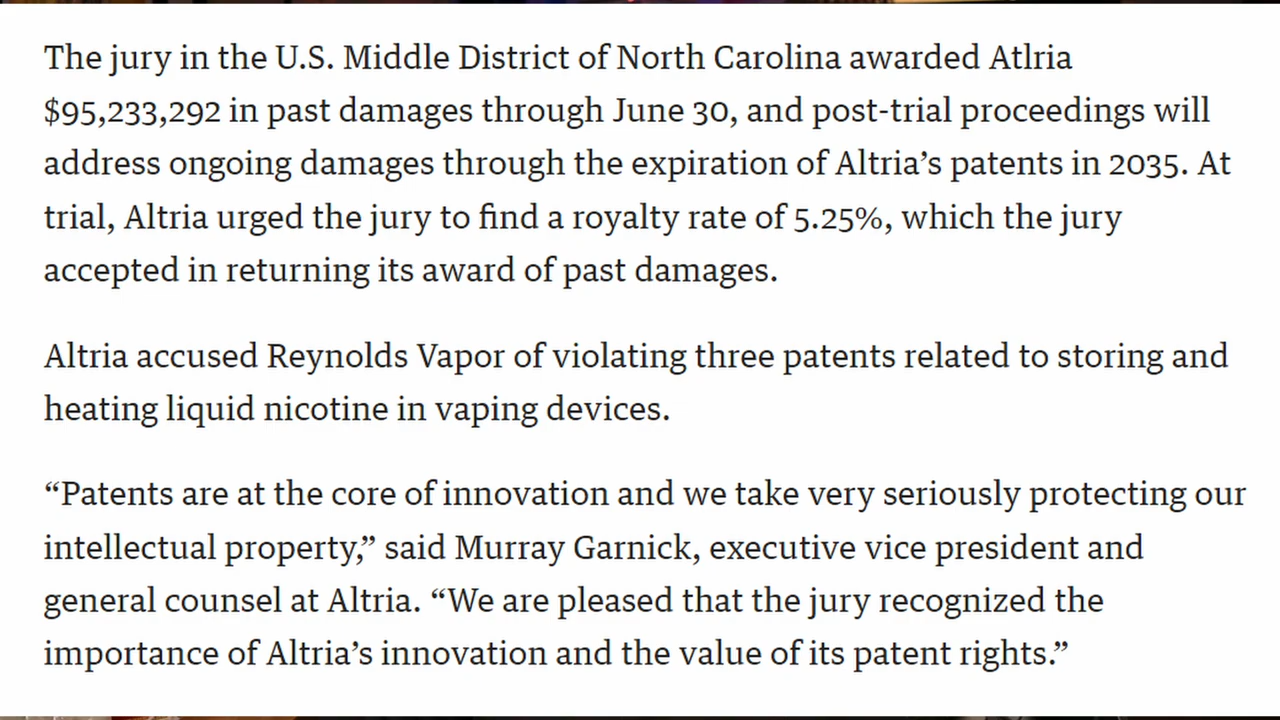 The jury in the U.S. Middle District of North Carolina awarded Atlria
$95,233,292 in past damages through June 30, and post-trial proceedings will
address ongoing damages through the expiration of Altria’s patents in 2035. At
trial, Altria urged the jury to find a royalty rate of 5.25%, which the jury
accepted in returning its award of past damages.
Altria accused Reynolds Vapor of violating three patents related to storing and
heating liquid nicotine in vaping devices.
“Patents are at the core of innovation and we take very seriously protecting our
intellectual property,” said Murray Garnick, executive vice president and
general counsel at Altria. “We are pleased that the jury recognized the
importance of Altria’s innovation and the value of its patent rights.”